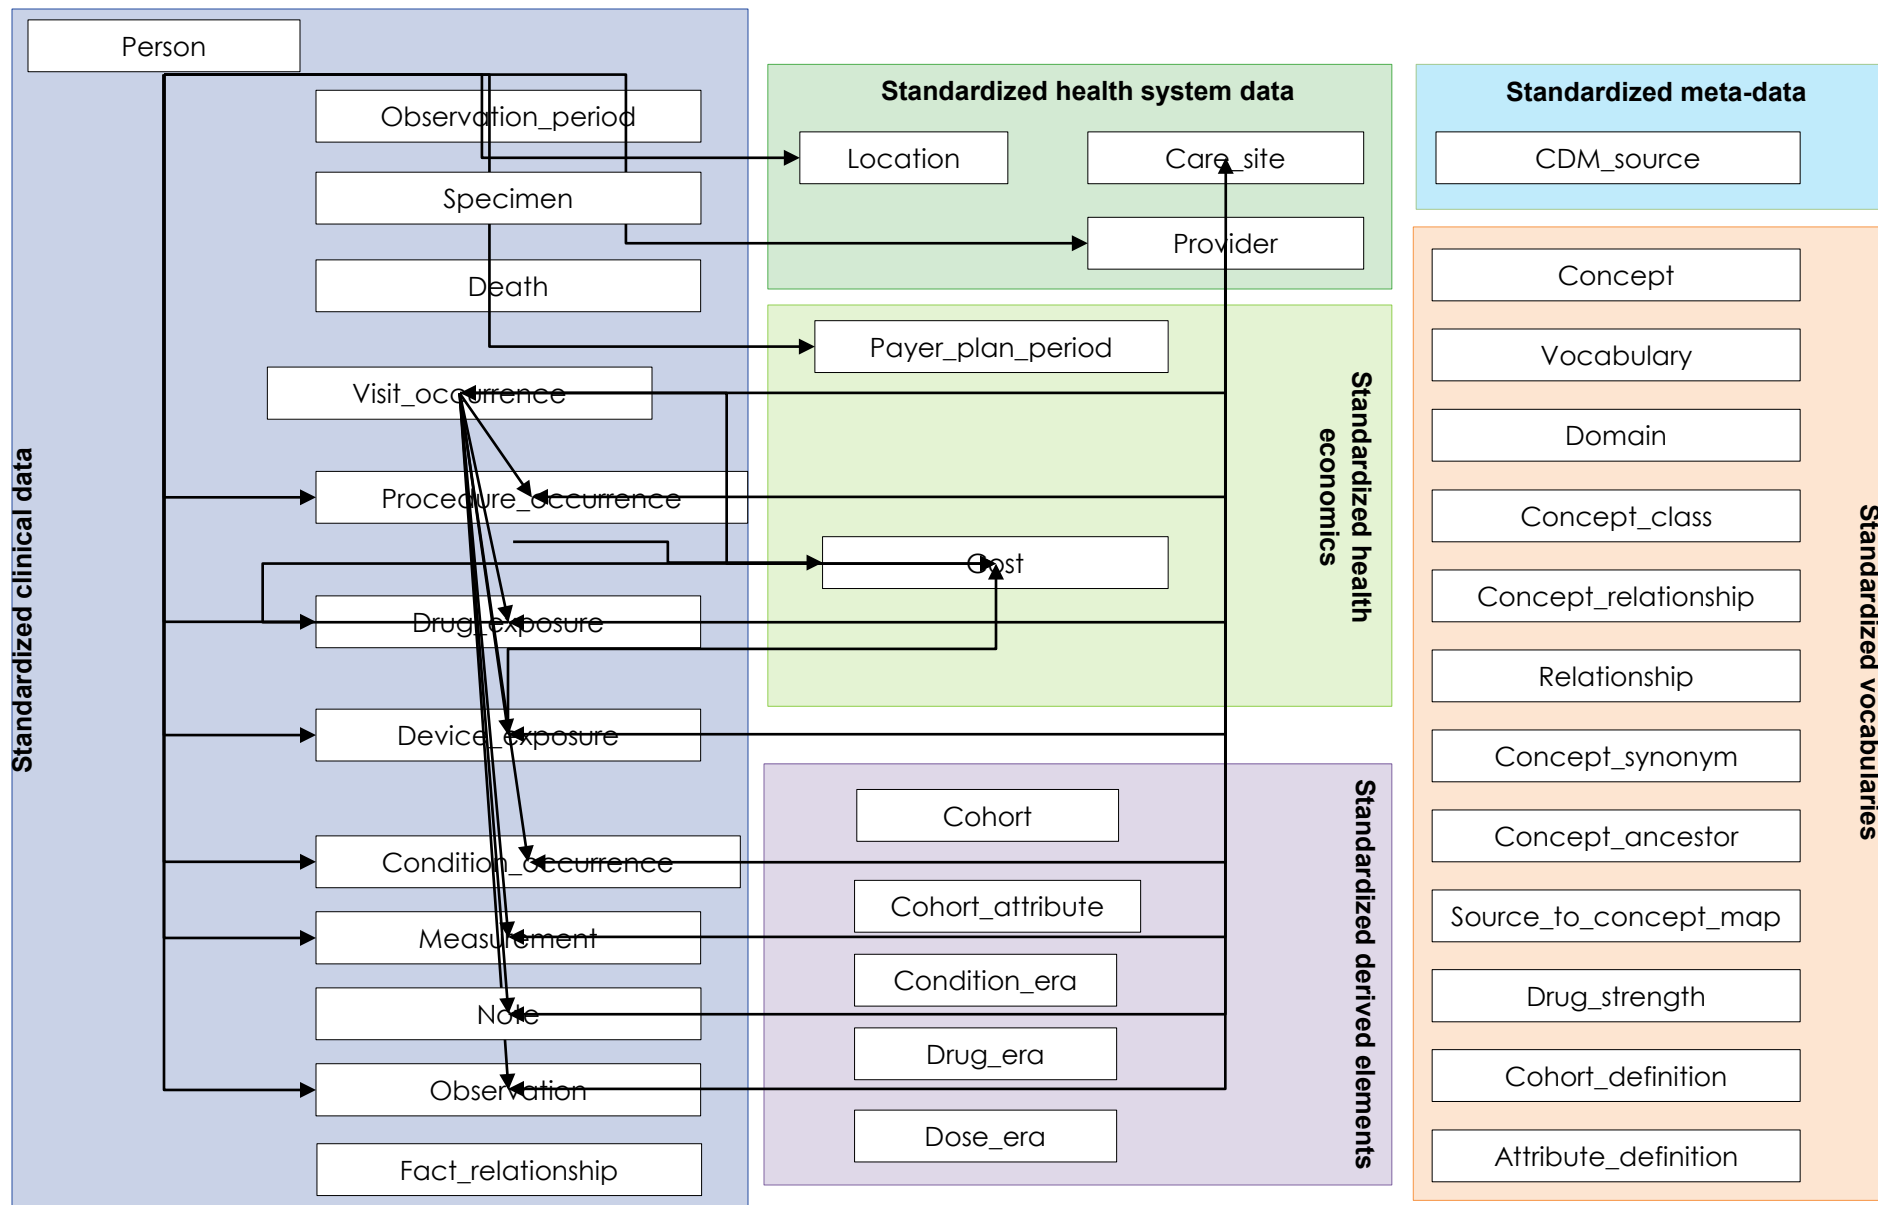 Person
Observation_period
Specimen
Death
Visit_occurrence
Procedure_occurrence
Drug_exposure
Device_exposure
Condition_occurrence
Measurement
Note
Observation
Fact_relationship
Standardized clinical data
Standardized health system data
Location
Care_site
Provider
Payer_plan_period
Cost
Standardized health
economics
Cohort
Cohort_attribute
Condition_era
Drug_era
Dose_era
Standardized derived elements
Standardized meta-data
CDM_source
Concept
Vocabulary
Domain
Concept_class
Concept_relationship
Relationship
Concept_synonym
Concept_ancestor
Source_to_concept_map
Drug_strength
Cohort_definition
Attribute_definition
Standardized vocabularies